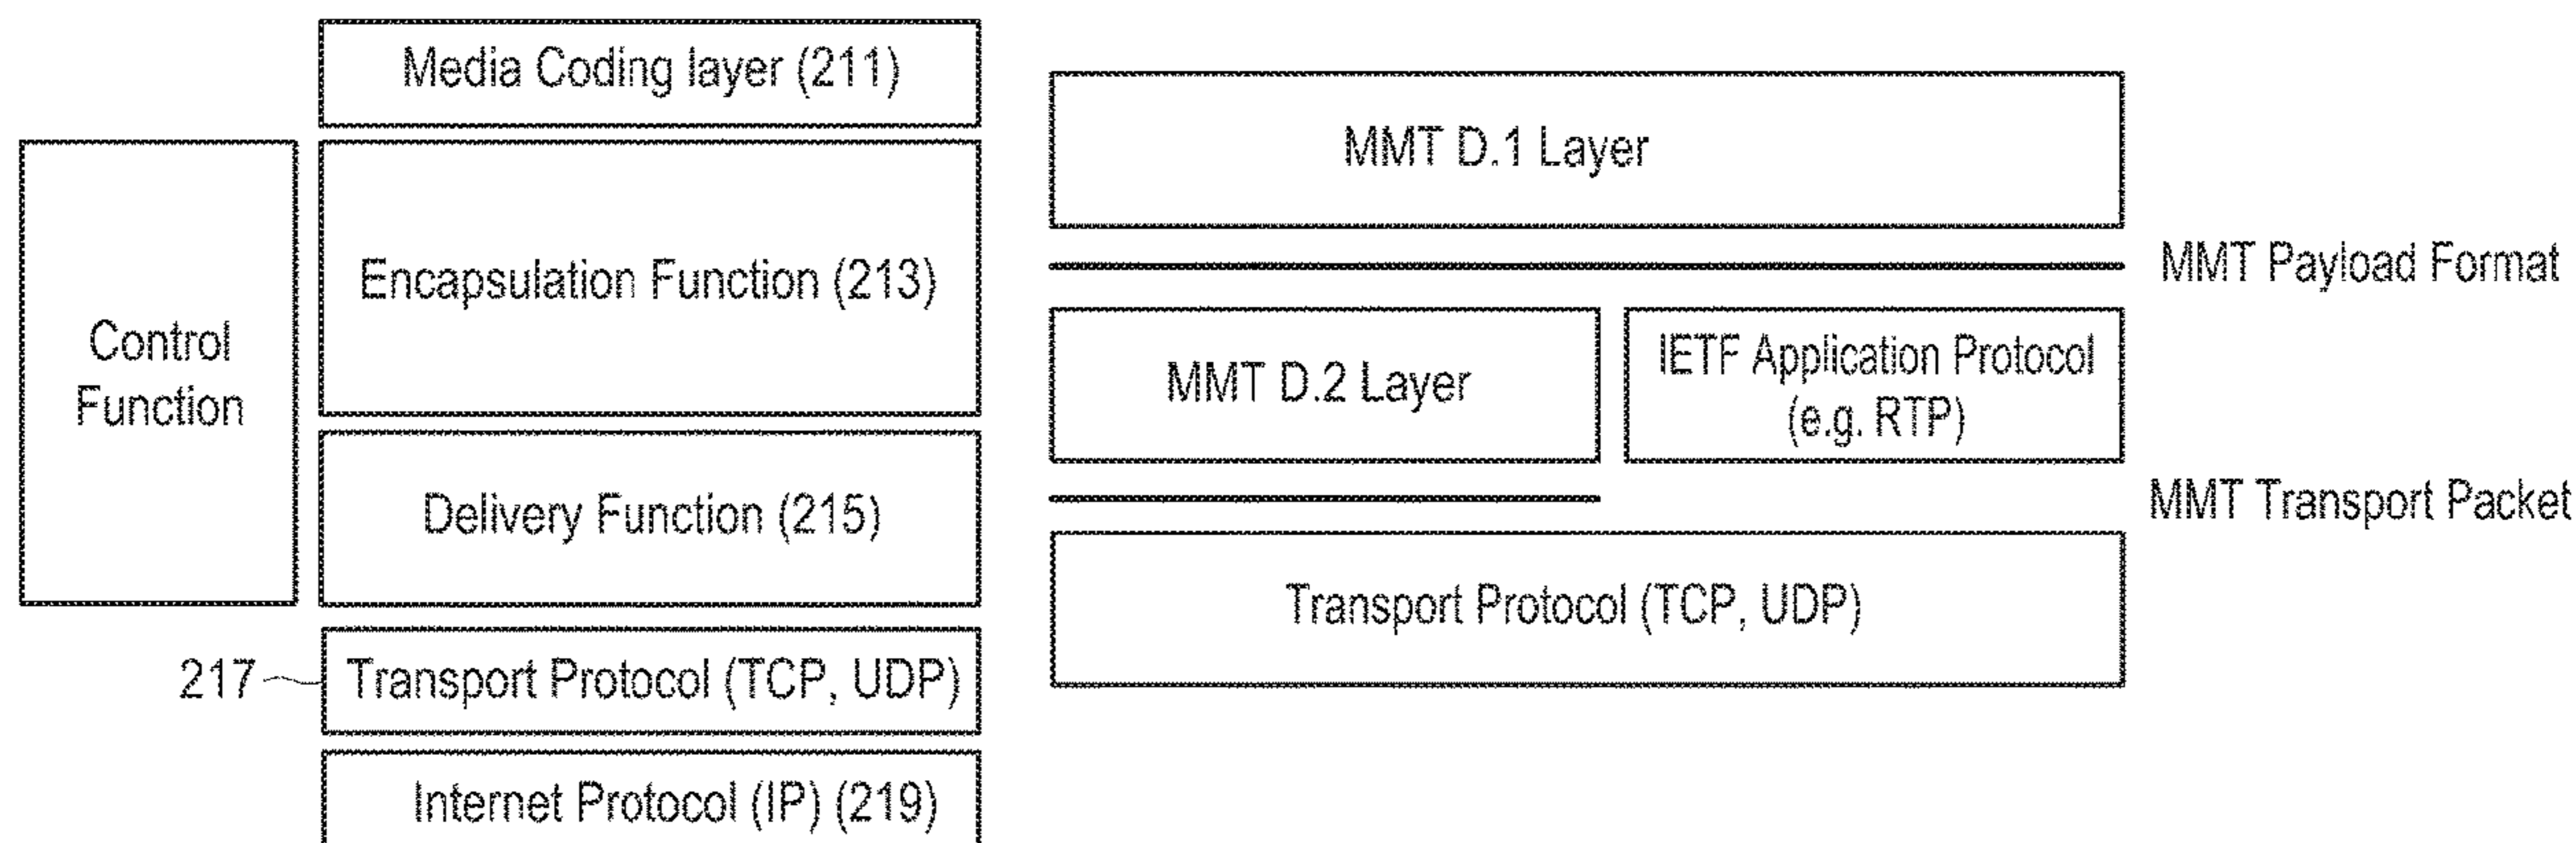 Media Coding layer (211)
Control
Function
Encapsulation Function (213)
Delivery Function (215)
217
Transport Protocol (TCP, UDP)
Internet Protocol (IP) (219)
MMT D.1 Layer
MMT Payload Format
MMT D.2 Layer
IETF Application Protocol
(e.g. RTP)
MMT Transport Packet
Transport Protocol (TCP, UDP)